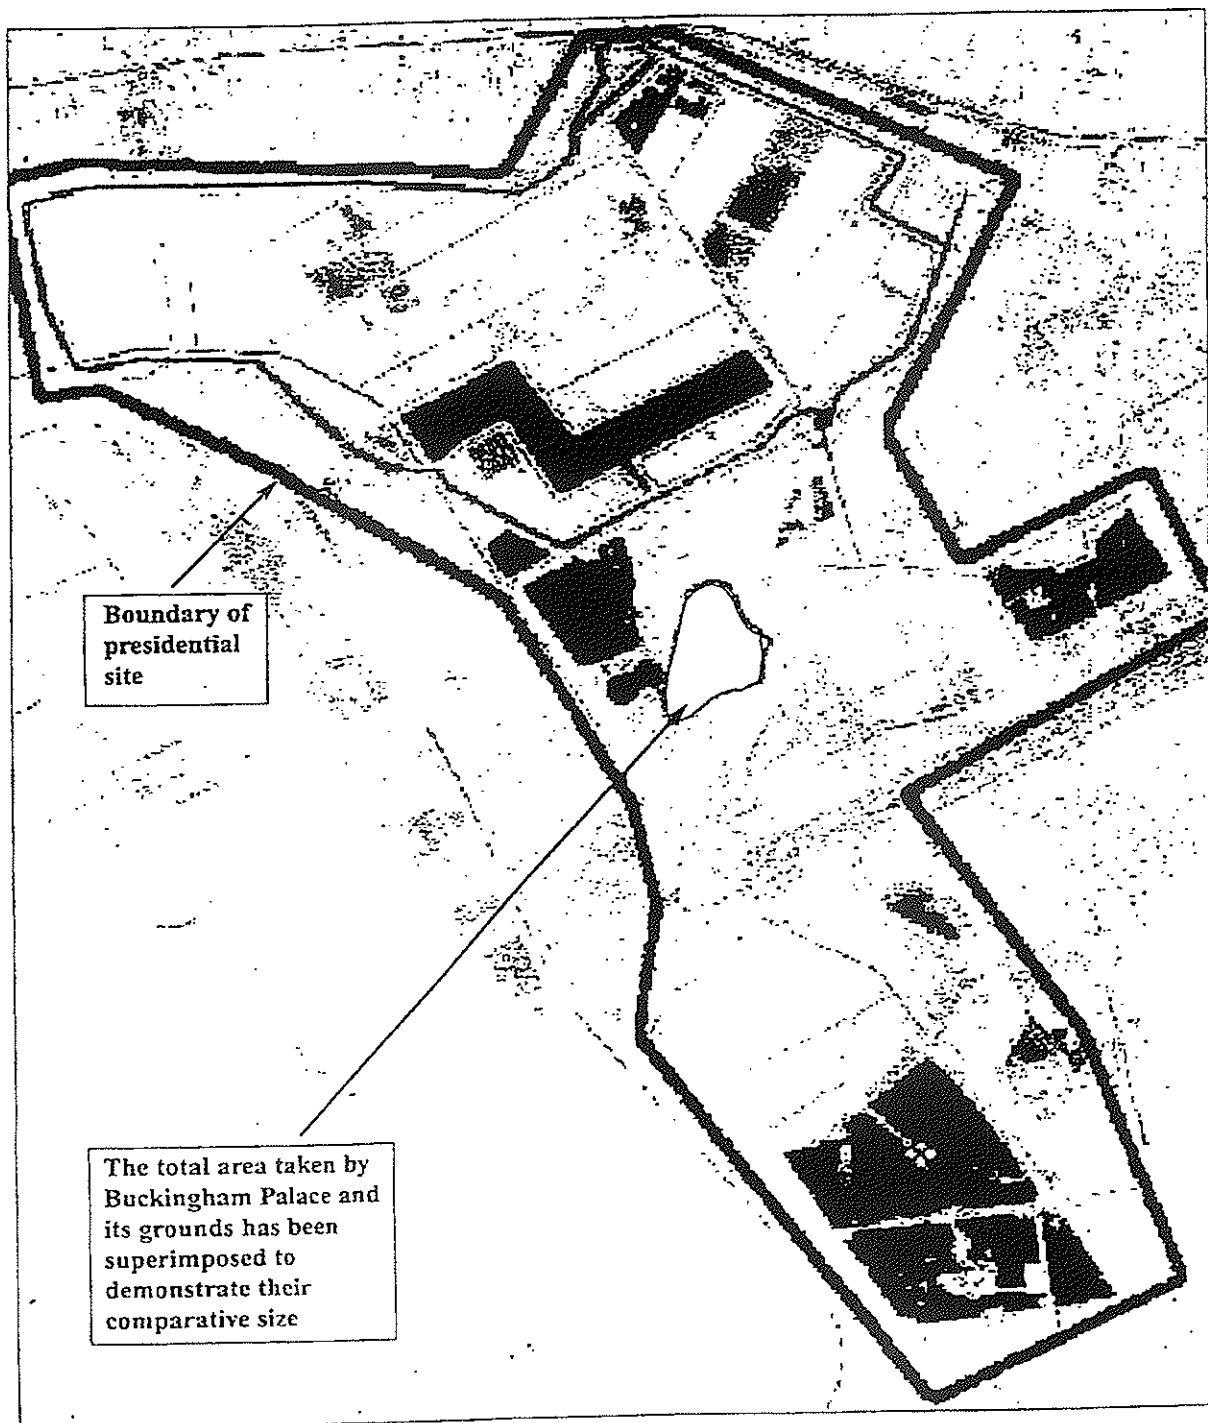 Boundary of
presidential
site
The total area taken by
Buckingham Palace and
its grounds has been
superimposed to
demonstrate their
comparative size